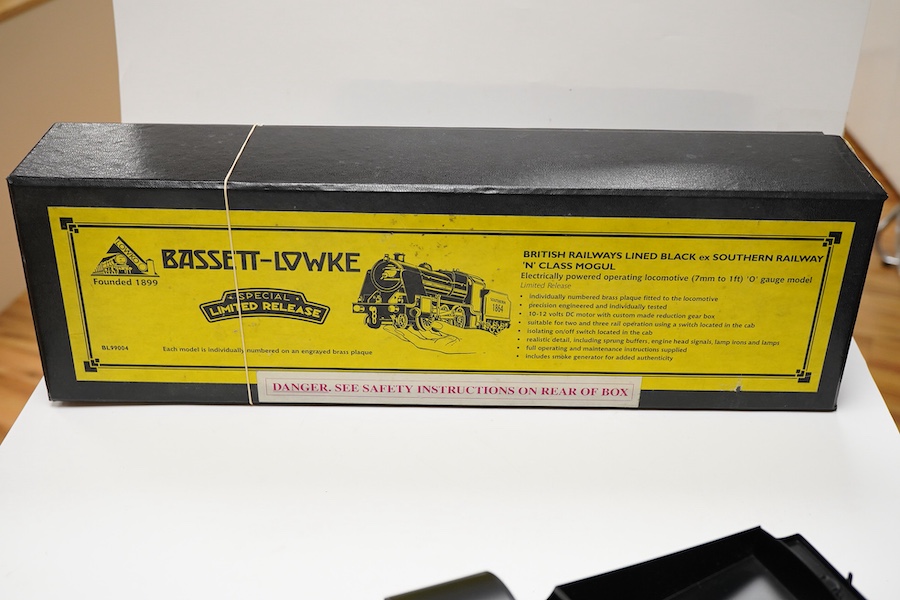 BASSETT-LOWKE
Founded 1899
SPECIAL
LIMITED RELEASE
BL99004
Each model is individually numbered on an engraved brass plaque
SOUTHERN
1864
BRITISH RAILWAYS LINED BLACK ex SOUTHERN RAILWAY
'N' CLASS MOGUL
Electrically powered operating locomotive (7mm to 1ft) 'O' gauge model
Limited Release
• individually numbered brass plaque fitted to the locomotive
• precision engineered and individually tested
• 10-12 volts DC motor with custom made reduction gear box
• suitable for two and three rail operation using a switch located in the cab
• isolating on/off switch located in the cab
• realistic detail, including sprung buffers, engine head signals, lamp irons and lamps
• full operating and maintenance instructions supplied
• includes smoke generator for added authenticity
DANGER. SEE SAFETY INSTRUCTIONS ON REAR OF BOX